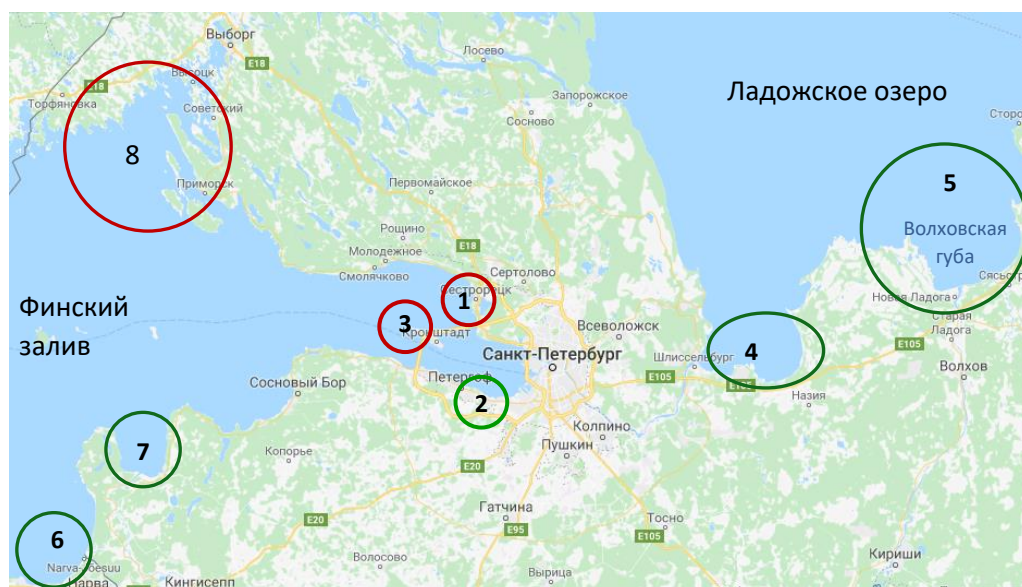 Выборг
E18
Лосево
E18
Высоцк
Торфяновка
Советский
Запорожское
Ладожское озеро
Сосново
8
Приморск
Первомайское
5
Рощино
Волховская
губа
Молодежное
E18
Смолячково
Сертолово
1
Сестрорецк
Новая Ладога
Финский
залив
3
Кронштадт
Всеволожск
Старая
Ладога
Санкт-Петербург
Шлиссельбург
4
E105
Волхов
Сосновый Бор
Петергоф
E105
E105
Назия
2
Колпино
7
Копорье
Пушкин
E20
Гатчина
E20
Тосно
6
E95
E105
Narva-Jõesuu
Нарва
Кингисепп
Волосово
Вырица
Кириши